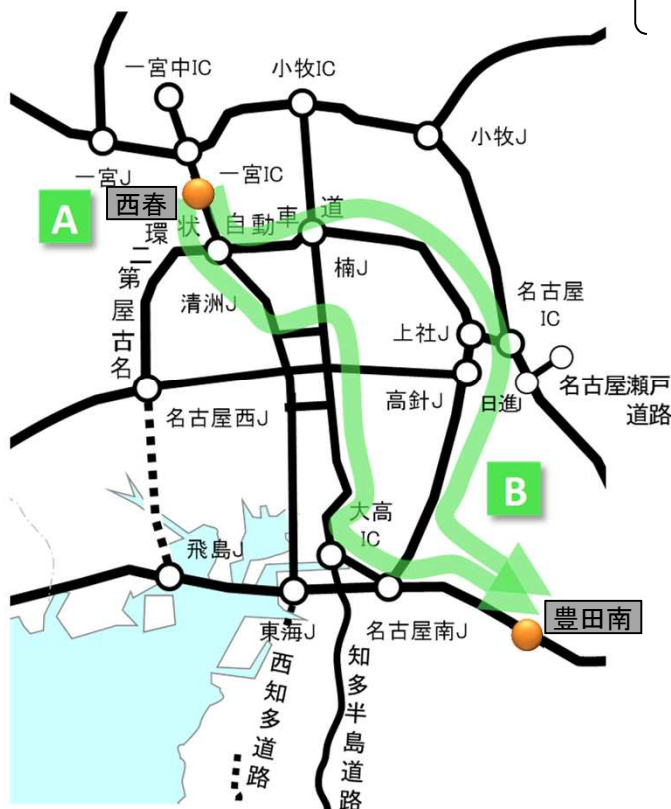 一宮中IC
小牧IC
小牧J
一宮J
一宮IC
西春
A
名古屋第二環状自動車道
楠J
清洲J
名古屋
IC
上社J
高針J
日進J
名古屋瀬戸
道路
名古屋西J
B
大高
IC
飛島J
東海J
名古屋南J
豊田南
西知多道路
知多半島道路